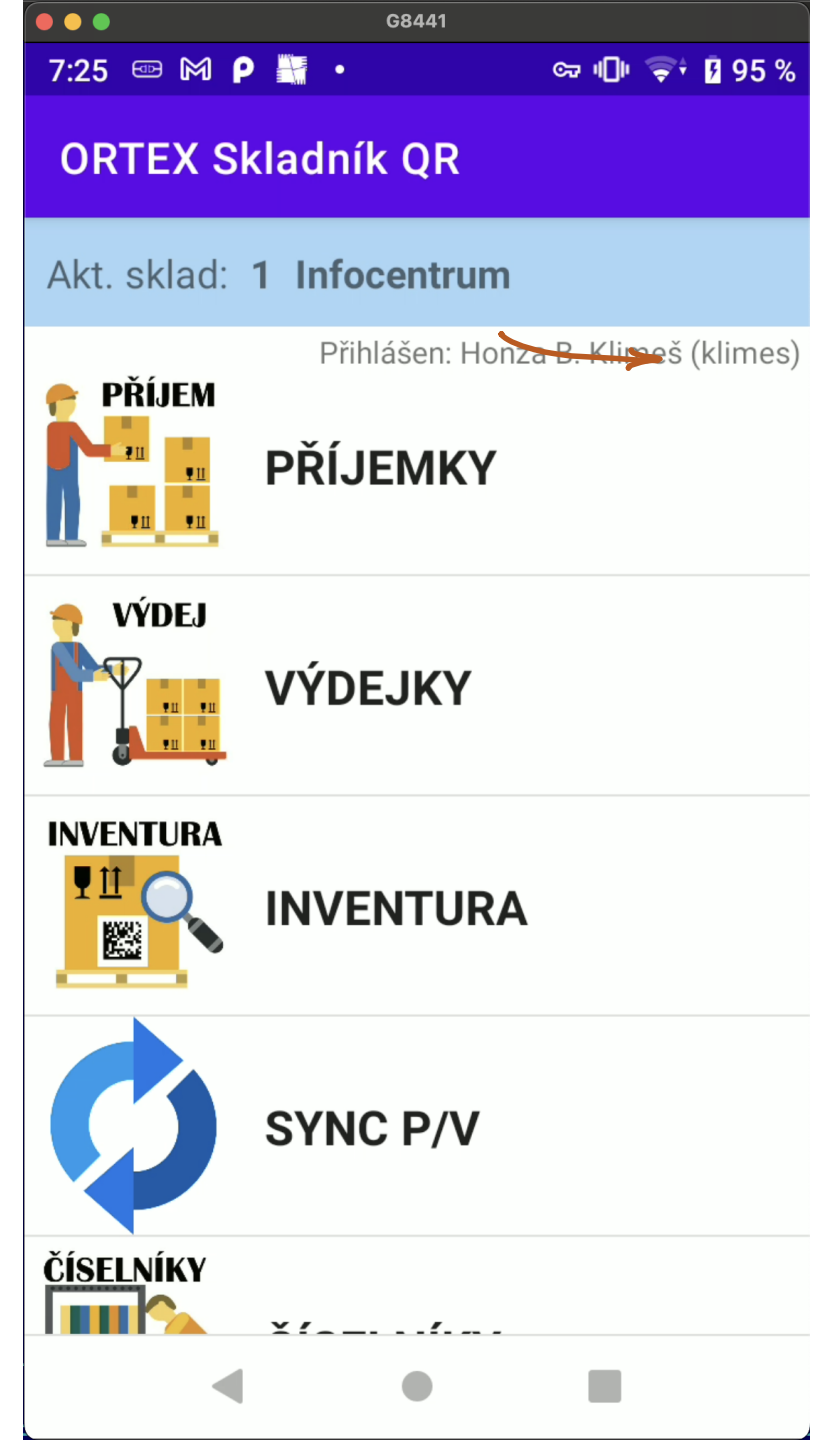 G8441
7:25 95 %
ORTEX Skladník QR
Akt. sklad: 1 Infocentrum
Přihlášen: Honza B. Klimeš (klimes)
PŘÍJEM
PŘÍJEMKY
VÝDEJ
VÝDEJKY
INVENTURA
INVENTURA
SYNC P/V
ČÍSELNÍKY
ČÍSELNÍKY